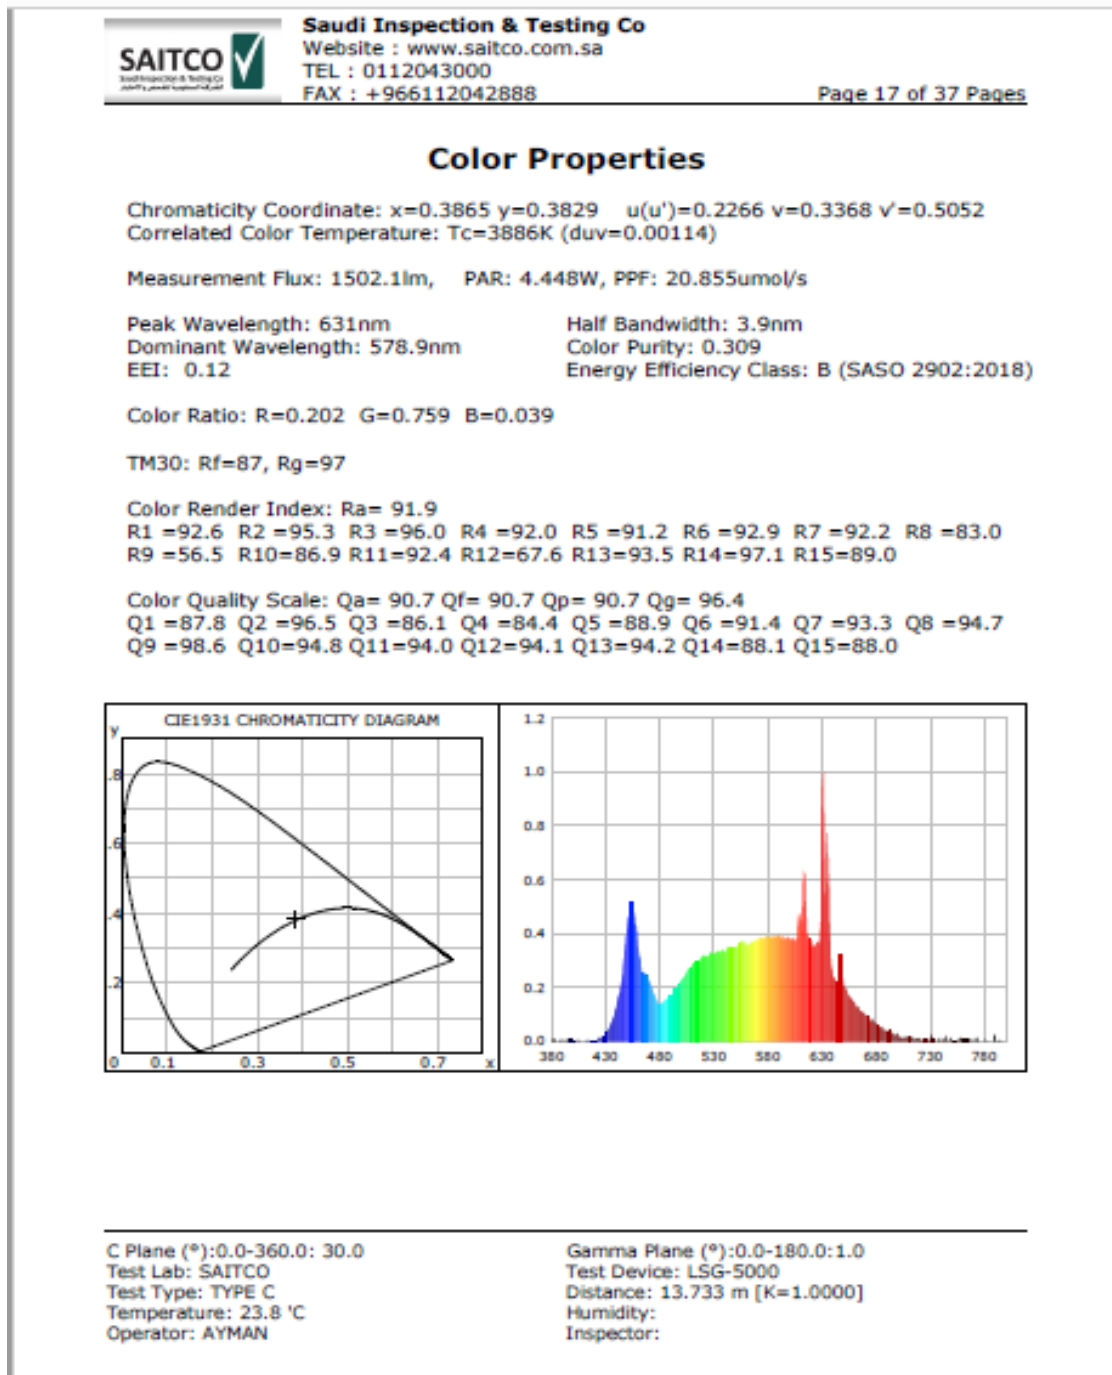 SAITCO
Saudi Inspection & Testing Co
Website : www.saitco.com.sa
TEL : 0112043000
FAX : +966112042888
Page 17 of 37 Pages
Color Properties
Chromaticity Coordinate: x=0.3865 y=0.3829 u(u')=0.2266 v=0.3368 v'=0.5052
Correlated Color Temperature: Tc=3886K (duv=0.00114)
Measurement Flux: 1502.1lm, PAR: 4.448W, PPF: 20.855umol/s
Peak Wavelength: 631nm Half Bandwidth: 3.9nm
Dominant Wavelength: 578.9nm Color Purity: 0.309
EEI: 0.12 Energy Efficiency Class: B (SASO 2902:2018)
Color Ratio: R=0.202 G=0.759 B=0.039
TM30: Rf=87, Rg=97
Color Render Index: Ra= 91.9
R1 =92.6 R2 =95.3 R3 =96.0 R4 =92.0 R5 =91.2 R6 =92.9 R7 =92.2 R8 =83.0
R9 =56.5 R10=86.9 R11=92.4 R12=67.6 R13=93.5 R14=97.1 R15=89.0
Color Quality Scale: Qa= 90.7 Qf= 90.7 Qp= 90.7 Qg= 96.4
Q1 =87.8 Q2 =96.5 Q3 =86.1 Q4 =84.4 Q5 =88.9 Q6 =91.4 Q7 =93.3 Q8 =94.7
Q9 =98.6 Q10=94.8 Q11=94.0 Q12=94.1 Q13=94.2 Q14=88.1 Q15=88.0
CIE1931 CHROMATICITY DIAGRAM
y
.8
.6
.4
.2
0 0.1 0.3 0.5 0.7 x
1.2
1.0
0.8
0.6
0.4
0.2
0.0
380 430 480 530 580 630 680 730 780
C Plane (°):0.0-360.0: 30.0 Gamma Plane (°):0.0-180.0:1.0
Test Lab: SAITCO Test Device: LSG-5000
Test Type: TYPE C Distance: 13.733 m [K=1.0000]
Temperature: 23.8 'C Humidity:
Operator: AYMAN Inspector: